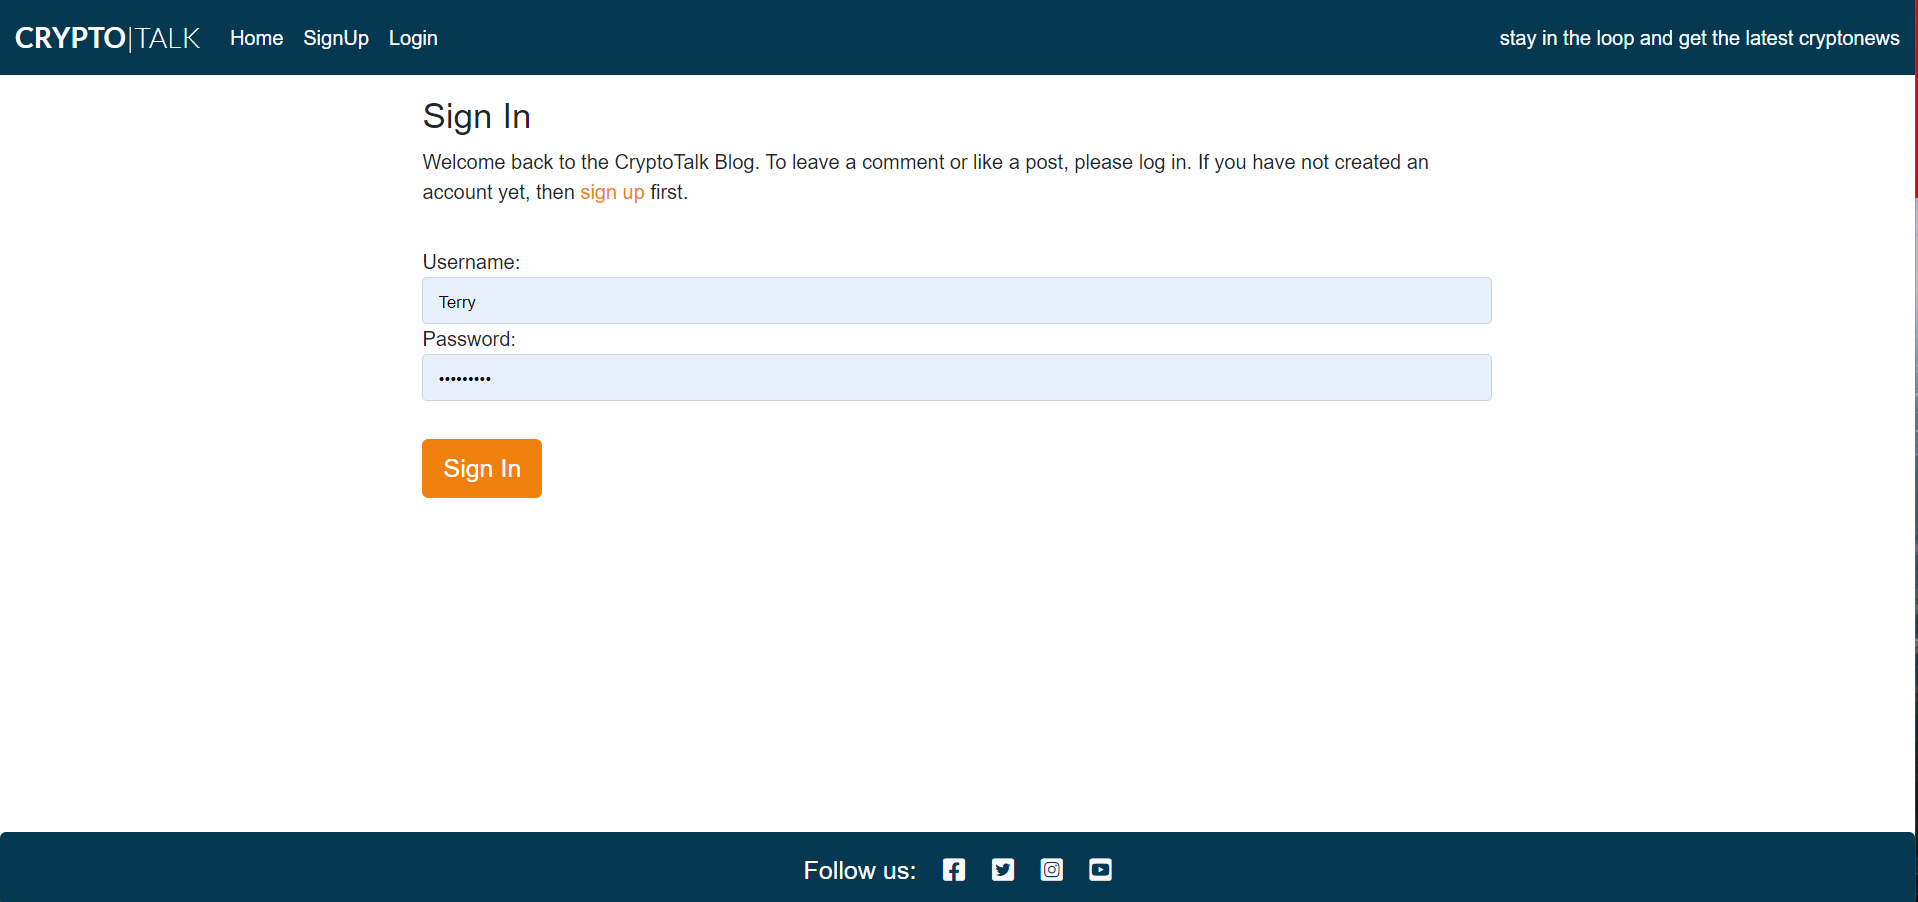 CRYPTO|TALK Home SignUp Login stay in the loop and get the latest cryptonews
Sign In
Welcome back to the CryptoTalk Blog. To leave a comment or like a post, please log in. If you have not created an
account yet, then sign up first.
Username:
Terry
Password:
•••••••••
Sign In
Follow us: